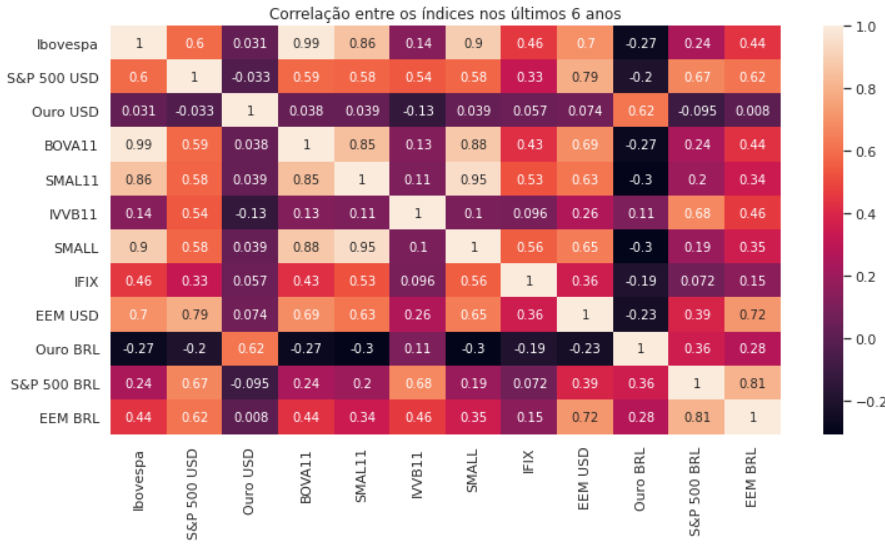 Correlação entre os índices nos últimos 6 anos
Ibovespa 1 0.6 0.031 0.99 0.86 0.14 0.9 0.46 0.7 -0.27 0.24 0.44
S&P 500 USD 0.6 1 -0.033 0.59 0.58 0.54 0.58 0.33 0.79 -0.2 0.67 0.62
Ouro USD 0.031 -0.033 1 0.038 0.039 -0.13 0.039 0.057 0.074 0.62 -0.095 0.008
BOVA11 0.99 0.59 0.038 1 0.85 0.13 0.88 0.43 0.69 -0.27 0.24 0.44
SMAL11 0.86 0.58 0.039 0.85 1 0.11 0.95 0.53 0.63 -0.3 0.2 0.34
IVVB11 0.14 0.54 -0.13 0.13 0.11 1 0.1 0.096 0.26 0.11 0.68 0.46
SMALL 0.9 0.58 0.039 0.88 0.95 0.1 1 0.56 0.65 -0.3 0.19 0.35
IFIX 0.46 0.33 0.057 0.43 0.53 0.096 0.56 1 0.36 -0.19 0.072 0.15
EEM USD 0.7 0.79 0.074 0.69 0.63 0.26 0.65 0.36 1 -0.23 0.39 0.72
Ouro BRL -0.27 -0.2 0.62 -0.27 -0.3 0.11 -0.3 -0.19 -0.23 1 0.36 0.28
S&P 500 BRL 0.24 0.67 -0.095 0.24 0.2 0.68 0.19 0.072 0.39 0.36 1 0.81
EEM BRL 0.44 0.62 0.008 0.44 0.34 0.46 0.35 0.15 0.72 0.28 0.81 1
Ibovespa
S&P 500 USD
Ouro USD
BOVA11
SMAL11
IVVB11
SMALL
IFIX
EEM USD
Ouro BRL
S&P 500 BRL
EEM BRL
1.0
0.8
0.6
0.4
0.2
0.0
−0.2